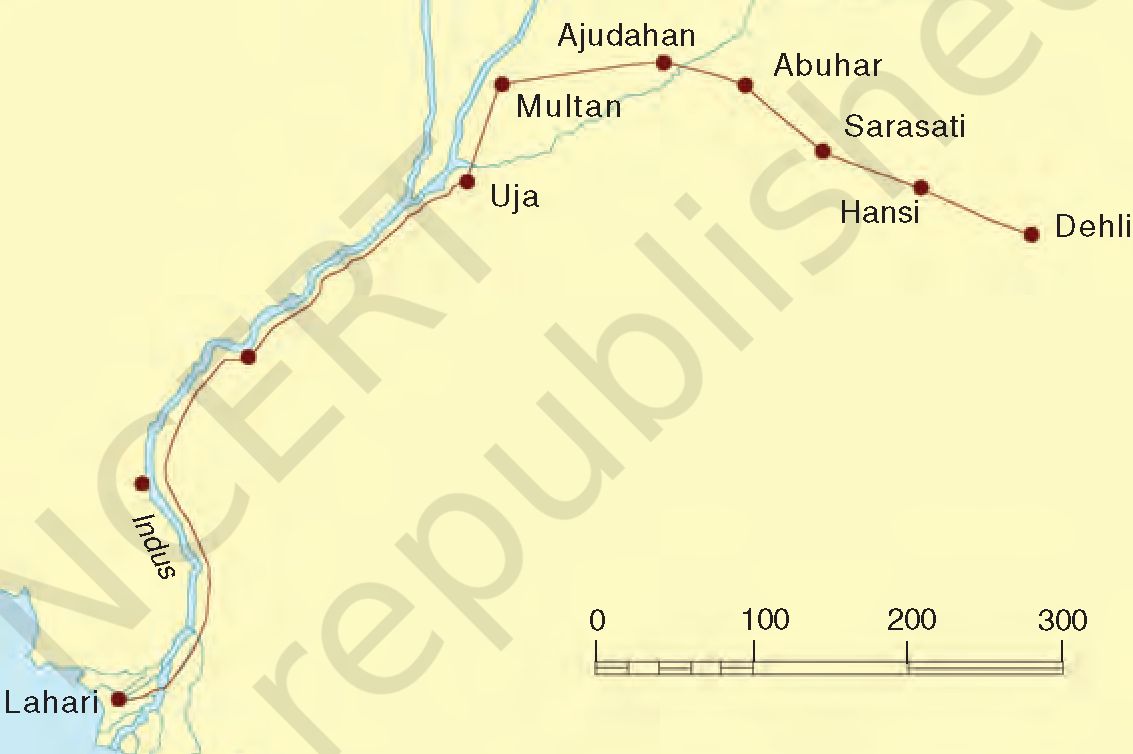 Ajudahan
Abuhar
Multan
Sarasati
Uja
Hansi
Dehli
Indus
0 100 200 300
Lahari
NCERT
republished